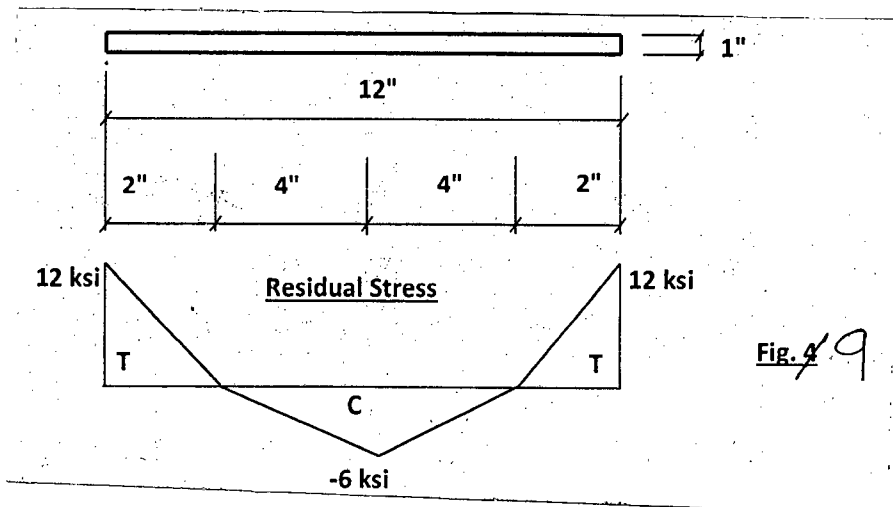 1"
12"
2" 4" 4" 2"
12 ksi Residual Stress 12 ksi
T T
Fig. 4 9
C
-6 ksi